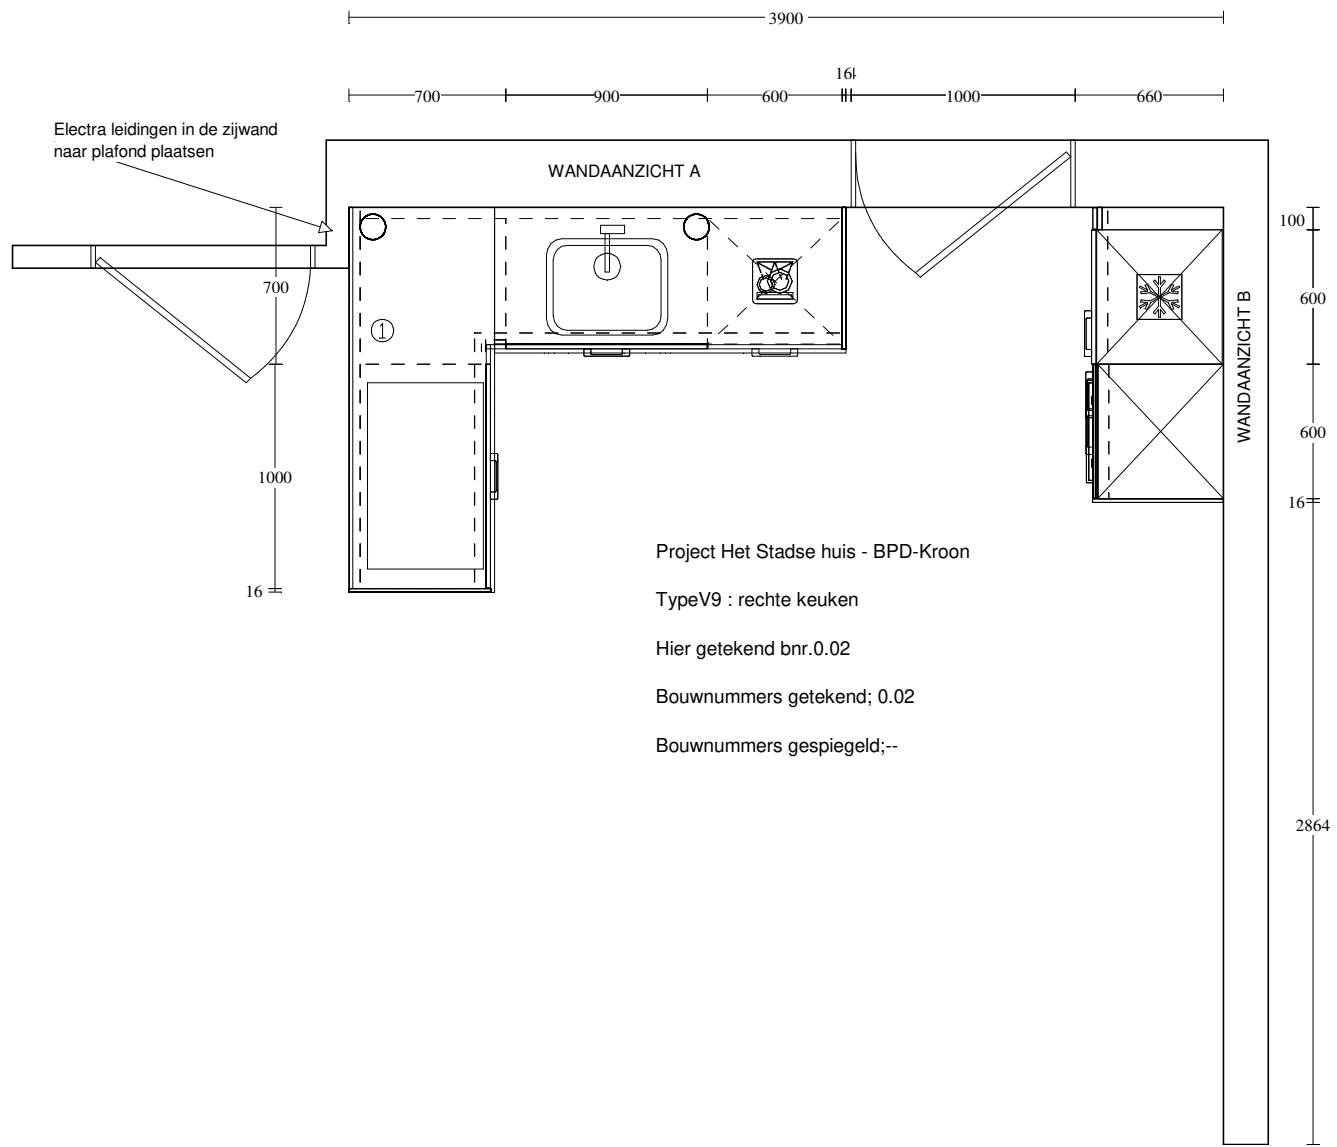 3900
700
900
600
16
1000
660
Electra leidingen in de zijwand
naar plafond plaatsen
WANDAANZICHT A
100
700
600
WANDAANZICHT B
1
600
1000
16
16
Project Het Stadse huis - BPD-Kroon
TypeV9 : rechte keuken
Hier getekend bnr.0.02
Bouwnummers getekend; 0.02
Bouwnummers gespiegeld;--
2864